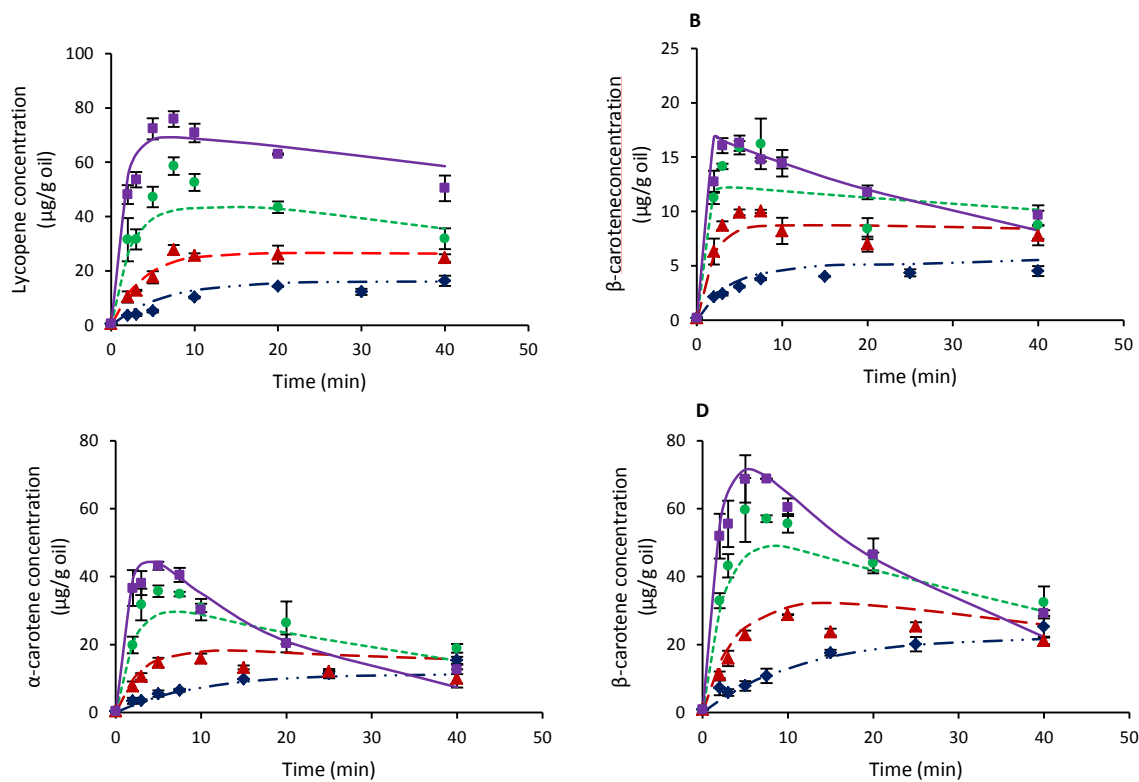 Lycopene concentration
(µg/g oil)
100
80
60
40
20
0
0 10 20 30 40 50
Time (min)
B
β-caroteneconcentration
(µg/g oil)
25
20
15
10
5
0
0 10 20 30 40 50
Time (min)
α-carotene concentration
(µg/g oil)
80
60
40
20
0
0 10 20 30 40 50
Time (min)
D
β-carotene concentration
(µg/g oil)
80
60
40
20
0
0 10 20 30 40 50
Time (min)